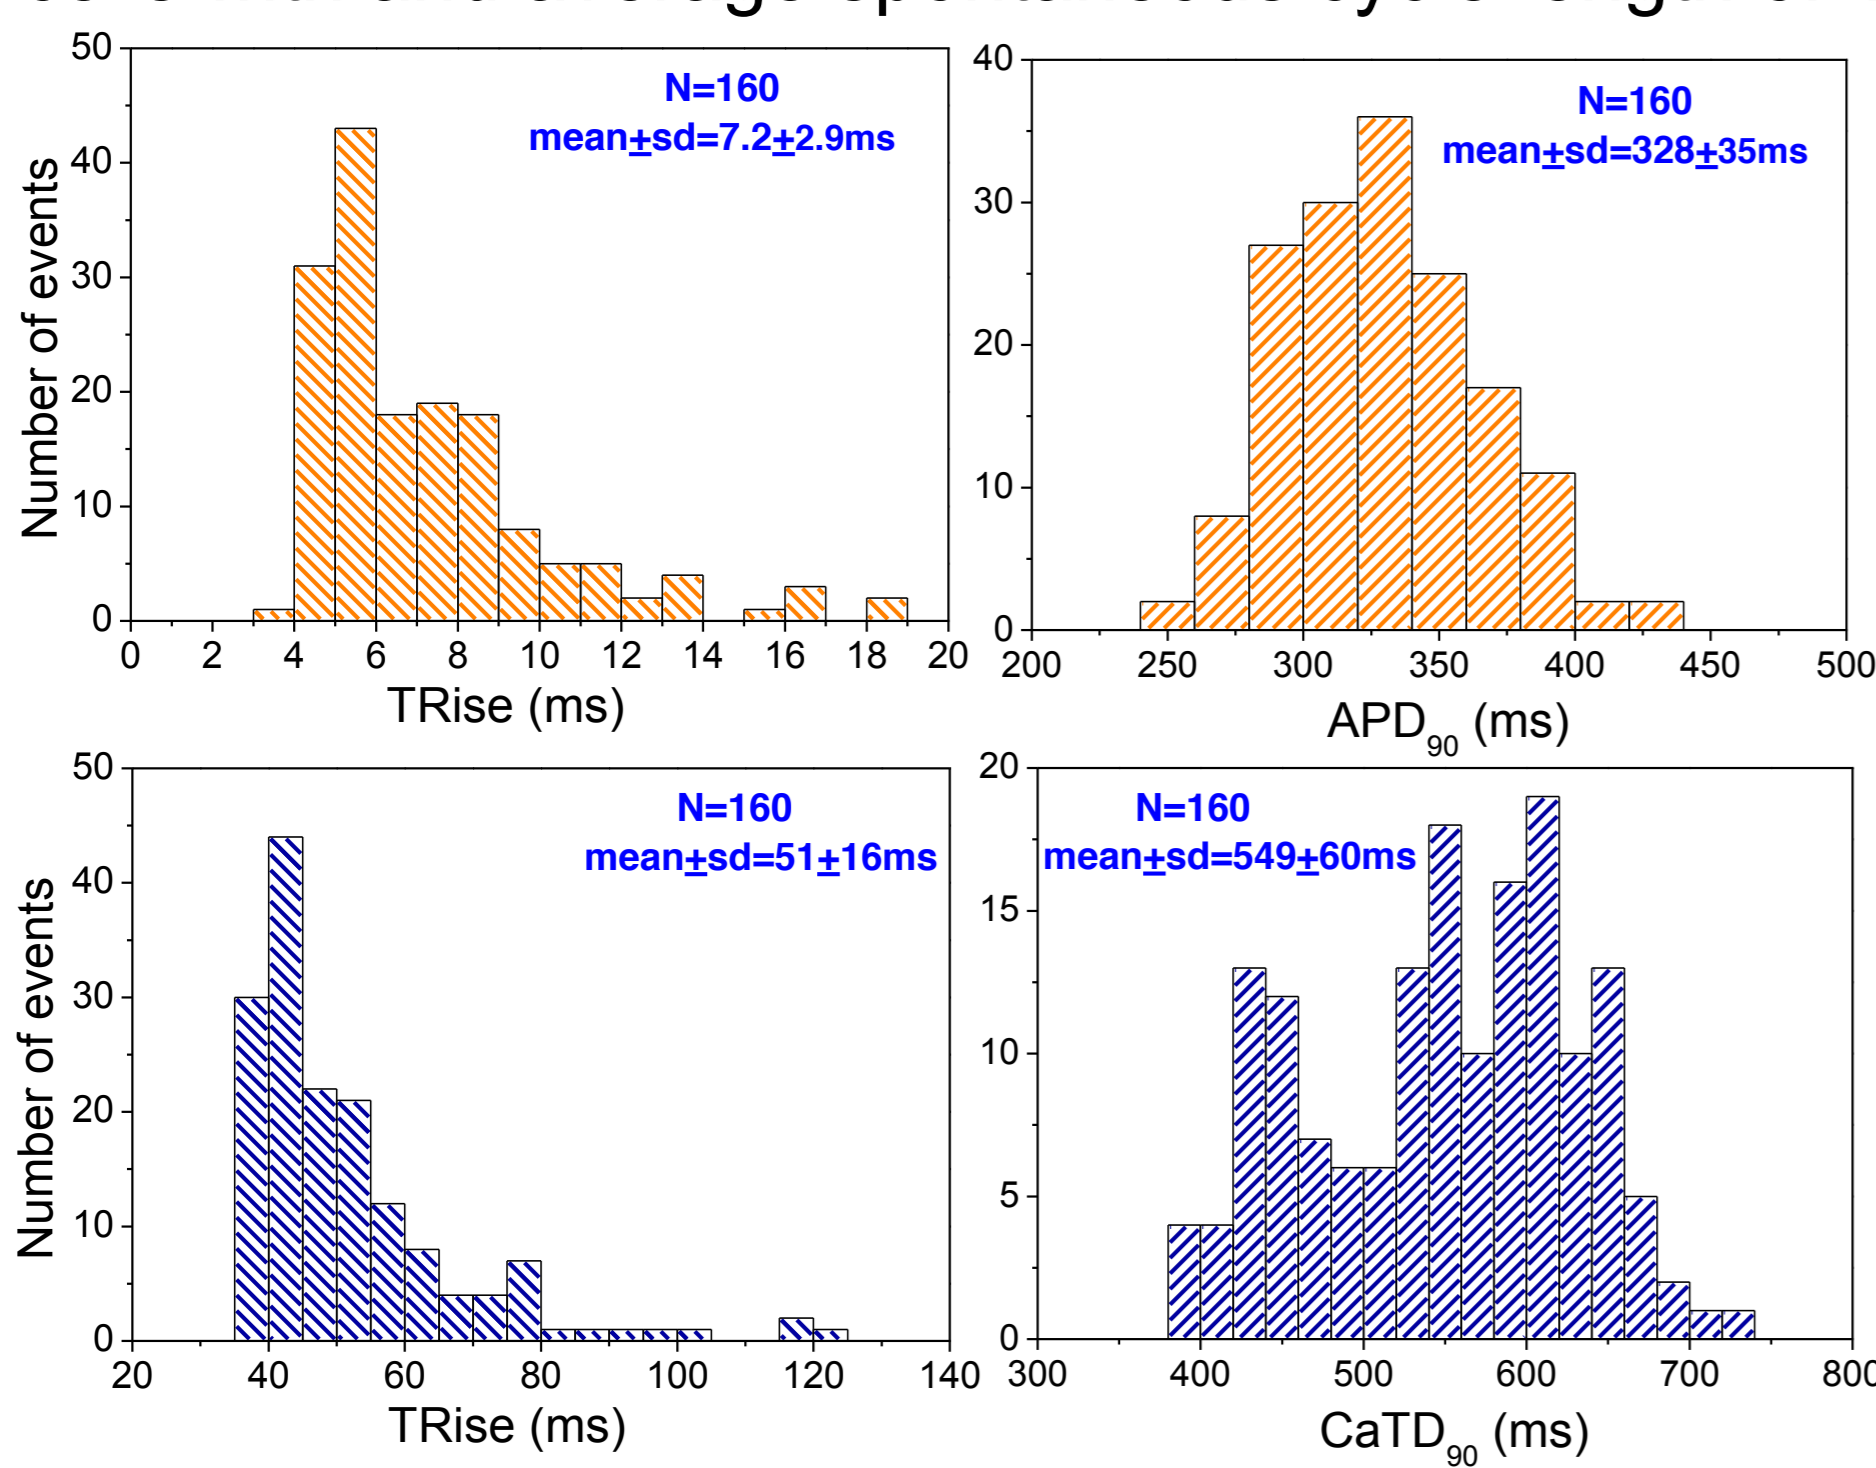 50
40
30
20
10
0
Number of events
N=160
mean±sd=7.2±2.9ms
0 2 4 6 8 10 12 14 16 18 20
TRise (ms)
40
30
20
10
0
N=160
mean±sd=328±35ms
200 250 300 350 400 450 500
APD90 (ms)
50
40
30
20
10
0
Number of events
N=160
mean±sd=51±16ms
20 40 60 80 100 120 140
TRise (ms)
20
15
10
5
0
N=160
mean±sd=549±60ms
300 400 500 600 700 800
CaTD90 (ms)